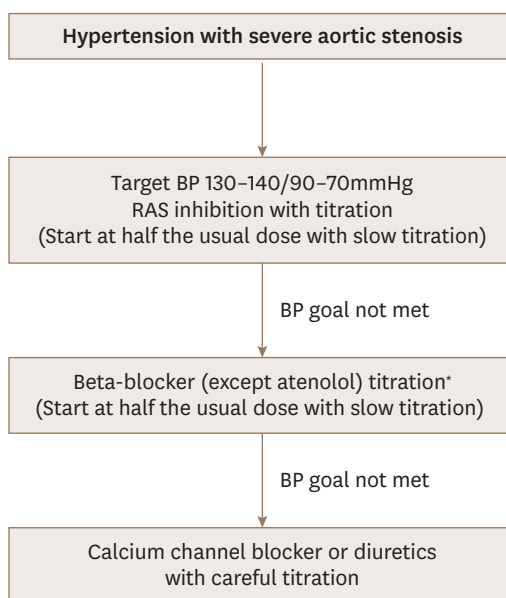 Hypertension with severe aortic stenosis
Target BP 130–140/90–70mmHg
RAS inhibition with titration
(Start at half the usual dose with slow titration)
BP goal not met
Beta-blocker (except atenolol) titration*
(Start at half the usual dose with slow titration)
BP goal not met
Calcium channel blocker or diuretics
with careful titration